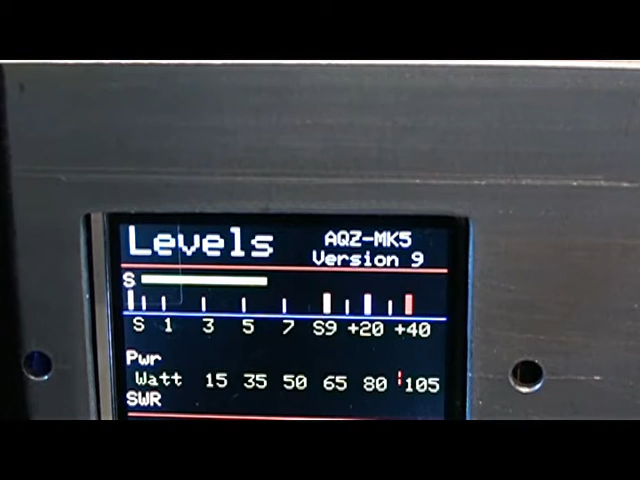 Levels
AQZ-MK5
Version 9
S
S 1 3 5 7 S9 +20 +40
Pwr
Watt 15 35 50 65 80 105
SWR